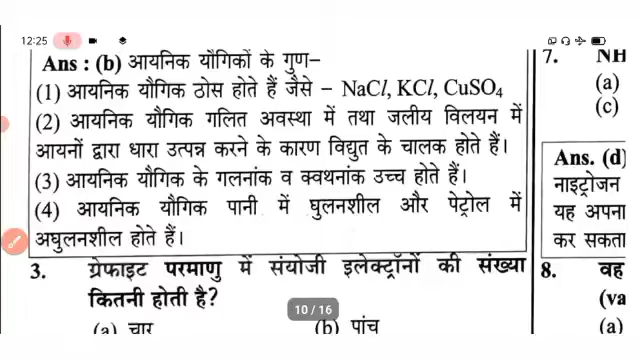 12:25
Ans : (b) आयनिक यौगिकों के गुण–
(1) आयनिक यौगिक ठोस होते हैं जैसे – NaCl, KCl, CuSO4
(2) आयनिक यौगिक गलित अवस्था में तथा जलीय विलयन में
आयनों द्वारा धारा उत्पन्न करने के कारण विद्युत के चालक होते हैं।
(3) आयनिक यौगिक के गलनांक व क्वथनांक उच्च होते हैं।
(4) आयनिक यौगिक पानी में घुलनशील और पेट्रोल में
अघुलनशील होते हैं।
3. ग्रेफाइट परमाणु में संयोजी इलेक्ट्रॉनों की संख्या
कितनी होती है?
(a) चार (b) पांच
10 / 16
7. NH
(a)
(c)
Ans. (d)
नाइट्रोजन
यह अपना
कर सकता
8. वह
(va
(a)